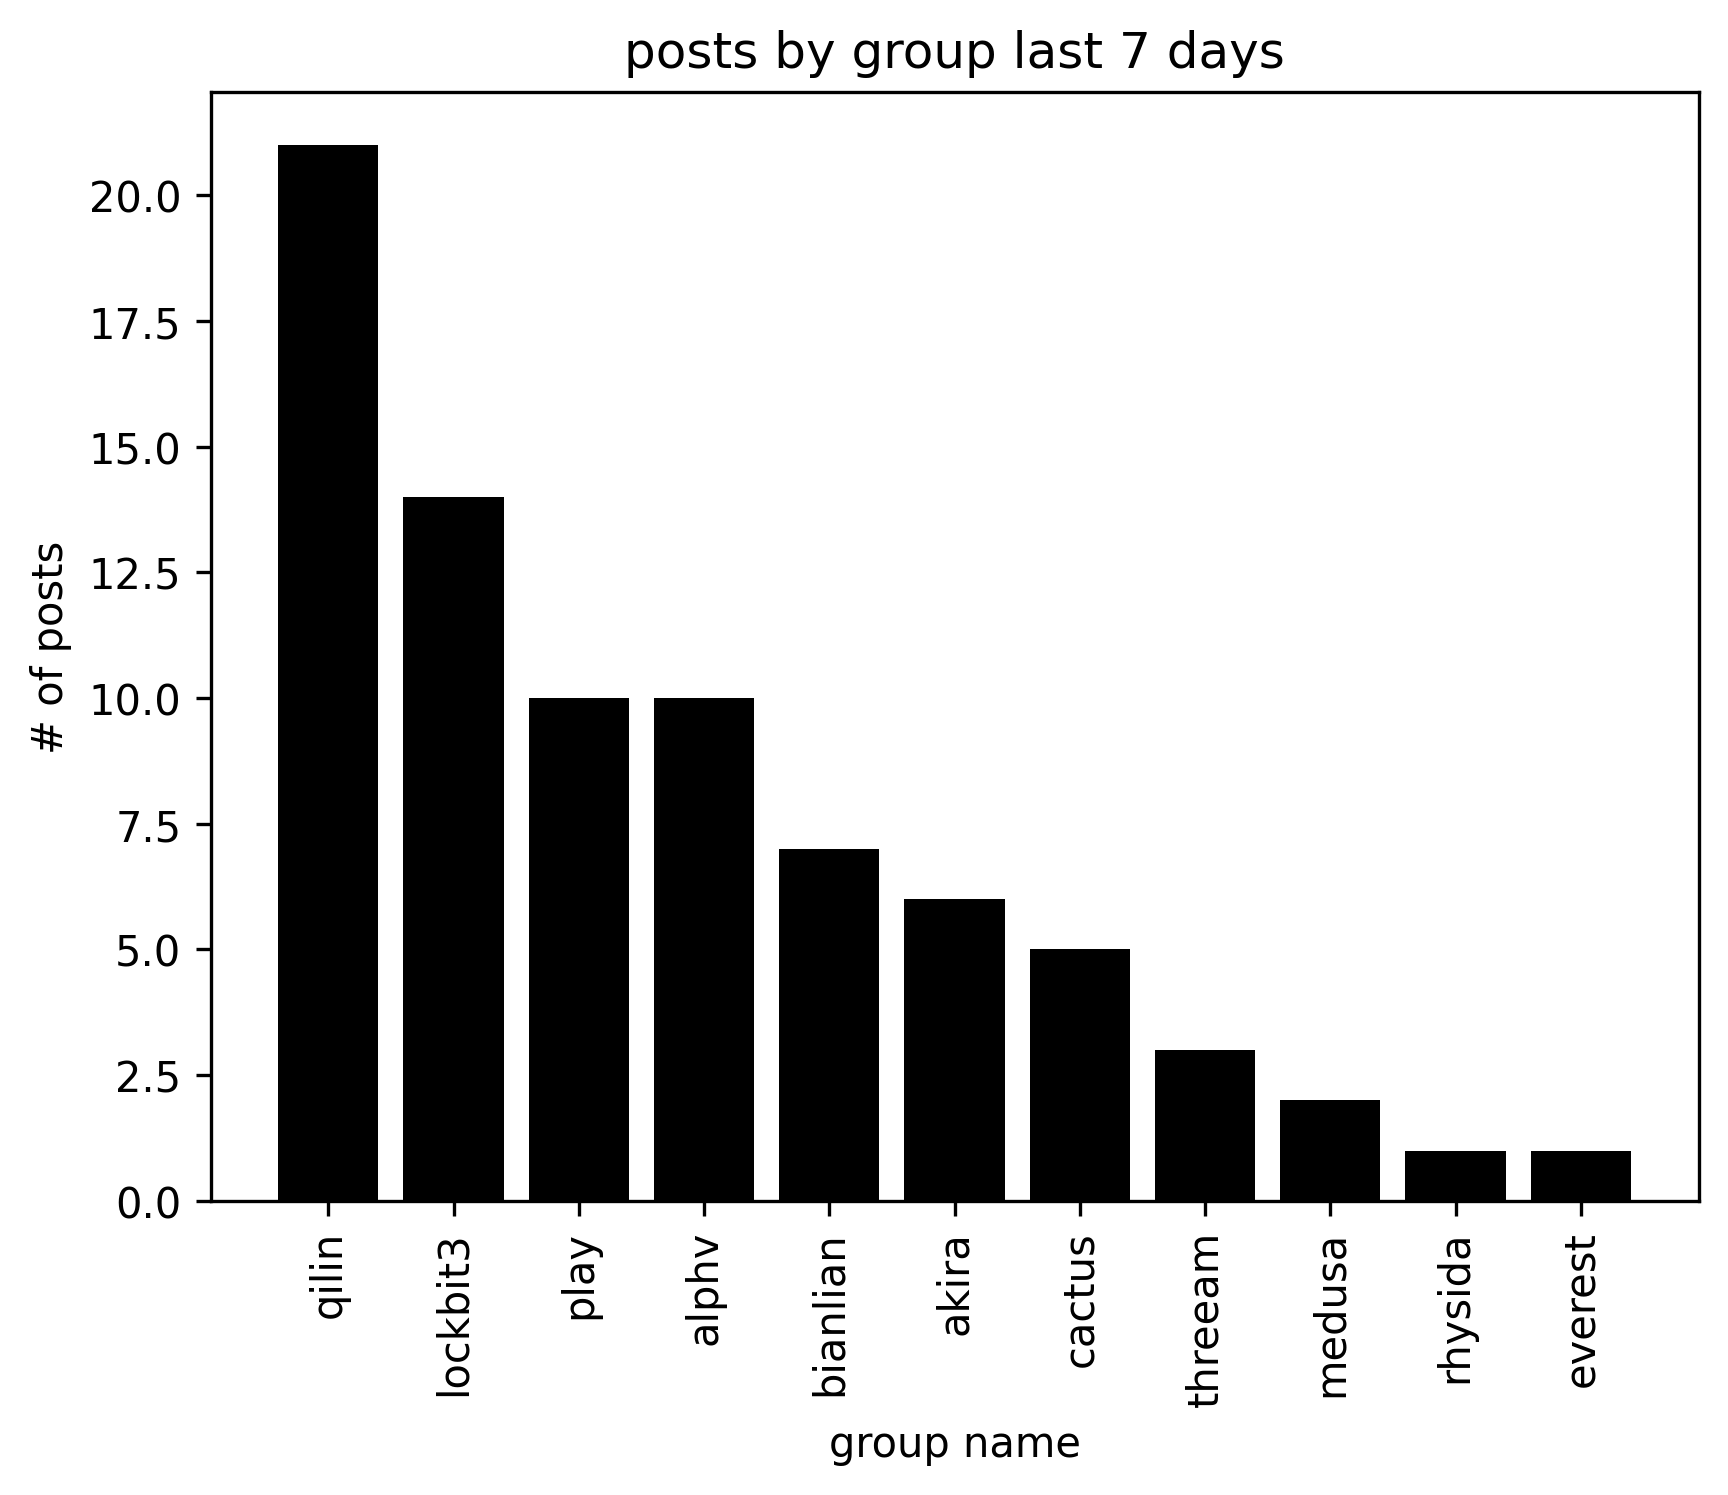 posts by group last 7 days
# of posts
20.0
17.5
15.0
12.5
10.0
7.5
5.0
2.5
0.0
qilin
lockbit3
play
alphv
bianlian
akira
cactus
threeam
medusa
rhysida
everest
group name